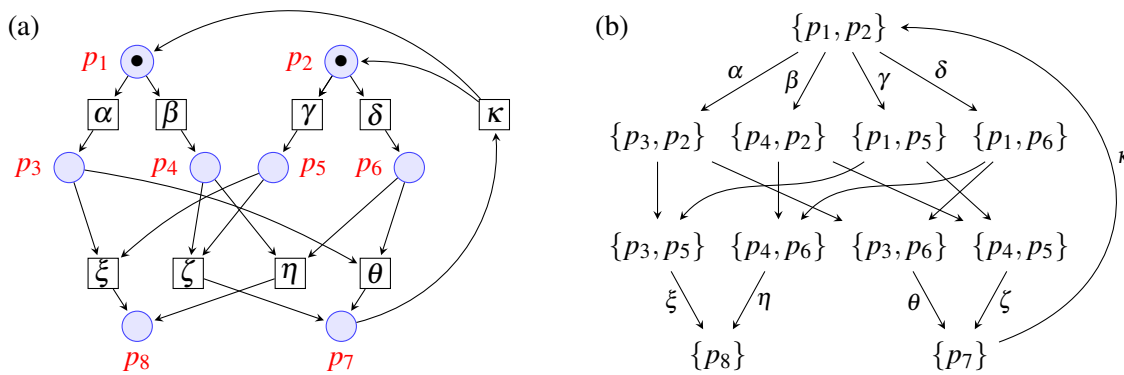 (a)
p₁ p₂
α β γ δ κ
p₃ p₄ p₅ p₆
ξ ζ η θ
p₈ p₇
(b)
{p₁, p₂}
α β γ δ
{p₃, p₂} {p₄, p₂} {p₁, p₅} {p₁, p₆}
κ
{p₃, p₅} {p₄, p₆} {p₃, p₆} {p₄, p₅}
ξ η θ ζ
{p₈} {p₇}